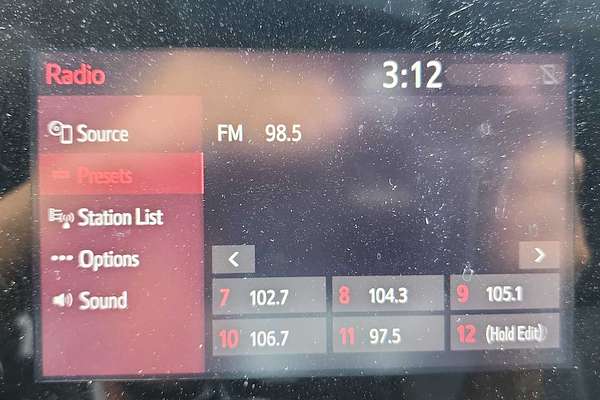 Radio
3:12
Source
FM 98.5
Presets
Station List
Options
Sound
7 102.7
8 104.3
9 105.1
10 106.7
11 97.5
12 (Hold Edit)